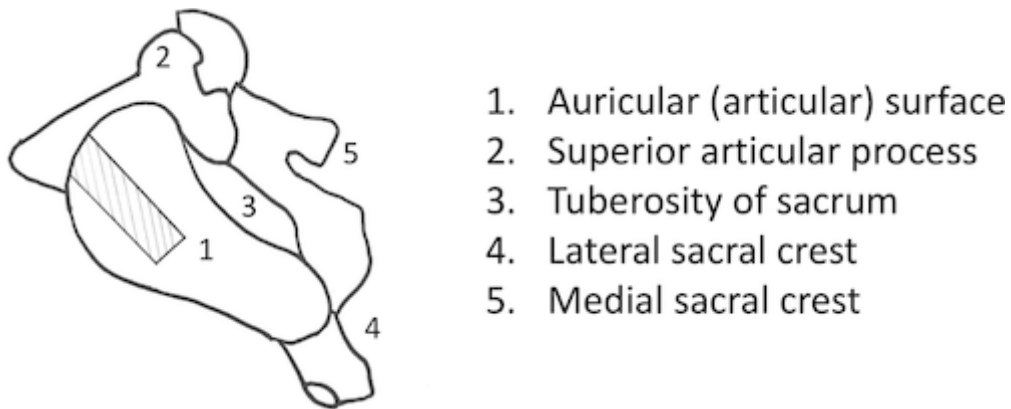 2
5
3
1
4
1. Auricular (articular) surface
2. Superior articular process
3. Tuberosity of sacrum
4. Lateral sacral crest
5. Medial sacral crest